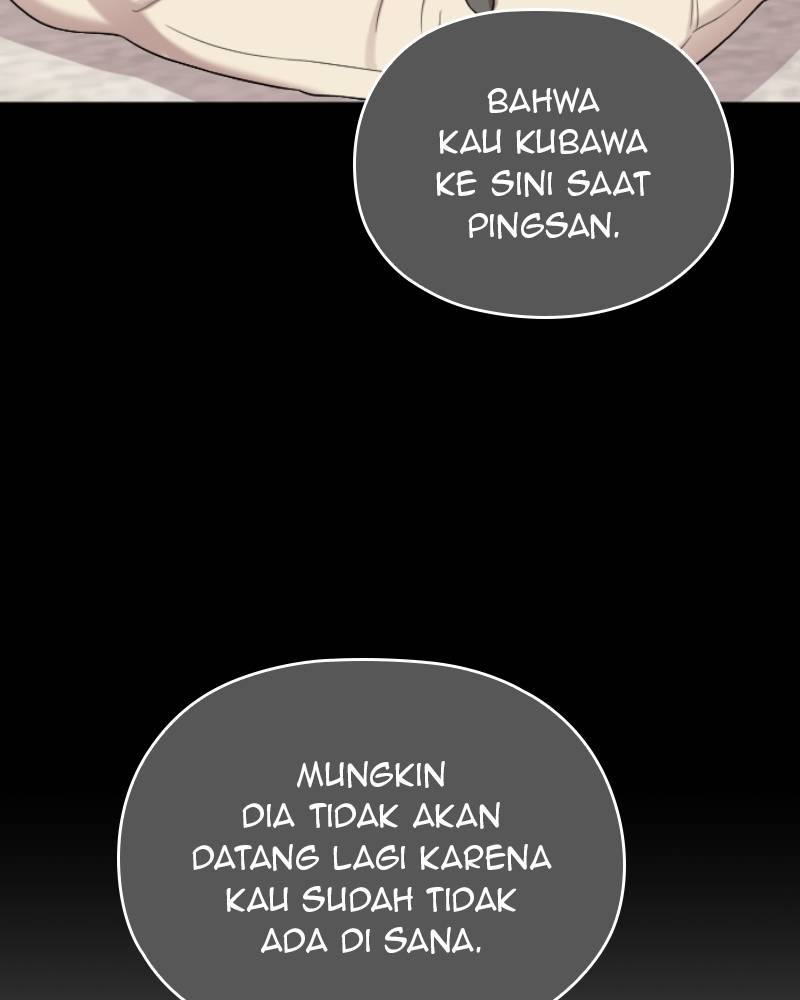 BAHWA
KAU KUBAWA
KE SINI SAAT
PINGSAN.
MUNGKIN
DIA TIDAK AKAN
DATANG LAGI KARENA
KAU SUDAH TIDAK
ADA DI SANA.